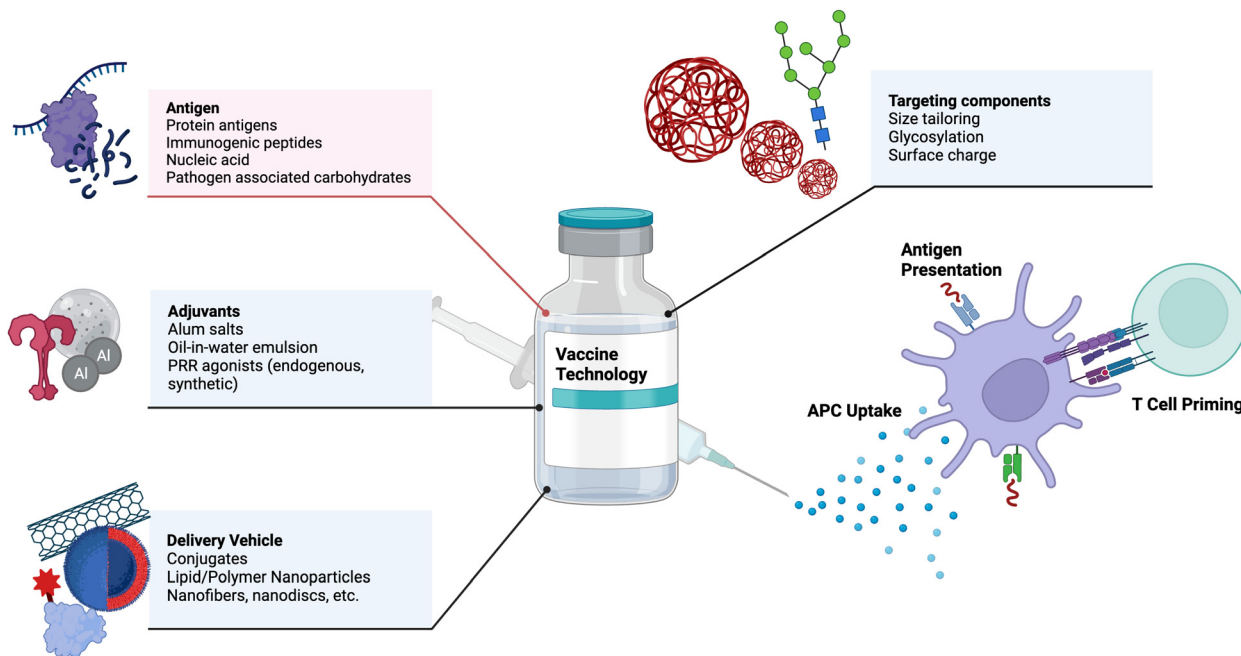 Antigen
Protein antigens
Immunogenic peptides
Nucleic acid
Pathogen associated carbohydrates
Targeting components
Size tailoring
Glycosylation
Surface charge
Adjuvants
Alum salts
Oil-in-water emulsion
PRR agonists (endogenous,
synthetic)
Al
Al
Vaccine
Technology
Antigen
Presentation
T Cell Priming
APC Uptake
Delivery Vehicle
Conjugates
Lipid/Polymer Nanoparticles
Nanofibers, nanodiscs, etc.